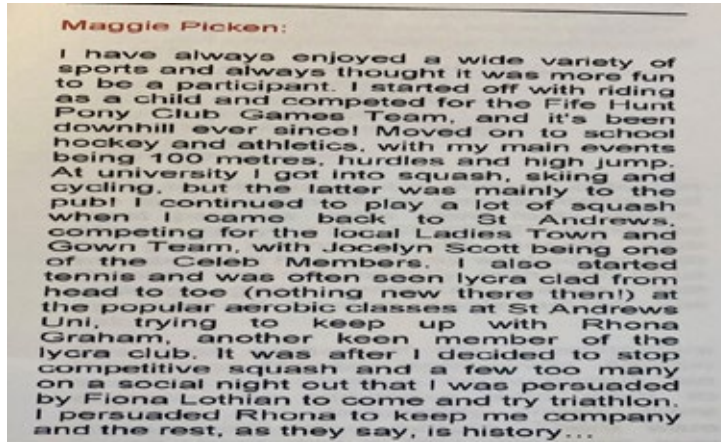 Maggie Picken:
I have always enjoyed a wide variety of
sports and always thought it was more fun
to be a participant. I started off with riding
as a child and competed for the Fife Hunt
Pony Club Games Team, and it's been
downhill ever since! Moved on to school
hockey and athletics, with my main events
being 100 metres, hurdles and high jump.
At university I got into squash, skiing and
cycling, but the latter was mainly to the
pub! I continued to play a lot of squash
when I came back to St Andrews,
competing for the local Ladies Town and
Gown Team, with Jocelyn Scott being one
of the Celeb Members. I also started
tennis and was often seen lycra clad from
head to toe (nothing new there then!) at
the popular aerobic classes at St Andrews
Uni, trying to keep up with Rhona
Graham, another keen member of the
lycra club. It was after I decided to stop
competitive squash and a few too many
on a social night out that I was persuaded
by Fiona Lothian to come and try triathlon.
I persuaded Rhona to keep me company
and the rest, as they say, is history...